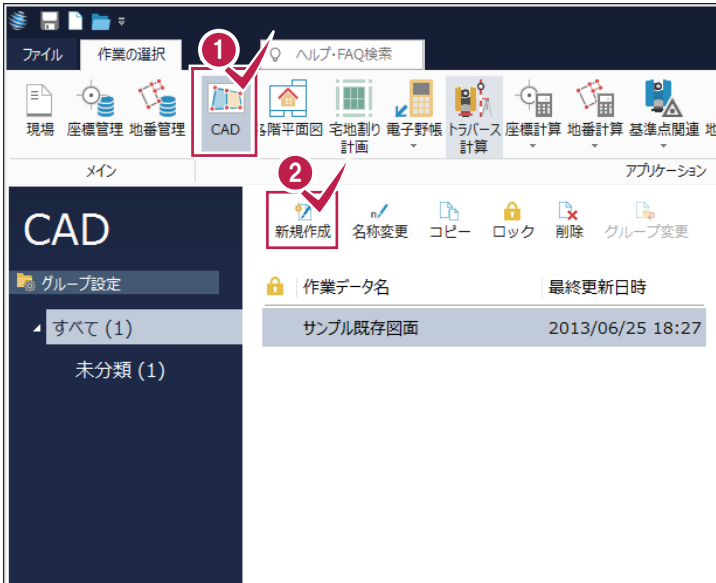 ファイル 作業の選択 ヘルプ・FAQ検索
1
現場 座標管理 地番管理 CAD 各階平面図 宅地割り計画 電子野帳 トラバース計算 座標計算 地番計算 基準点関連
メイン アプリケーション
2
CAD
新規作成 名称変更 コピー ロック 削除 グループ変更
グループ設定
作業データ名 最終更新日時
すべて (1)
サンプル既存図面 2013/06/25 18:27
未分類 (1)